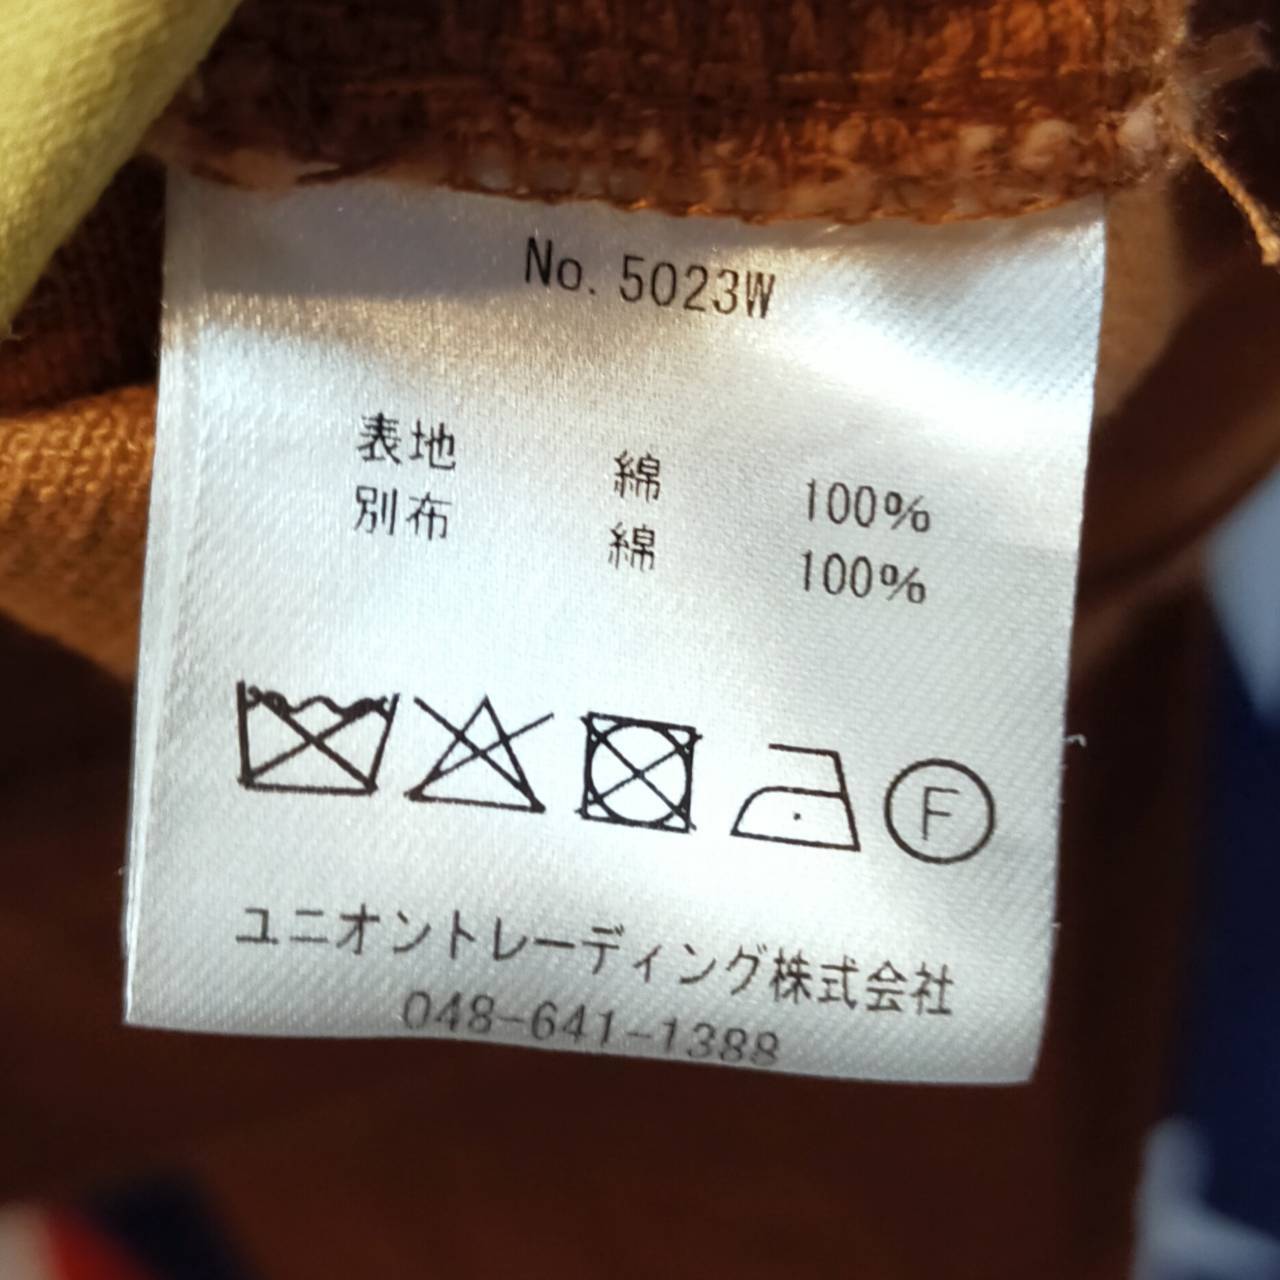 No. 5023W
表地 綿 100%
別布 綿 100%
F
ユニオントレーディング株式会社
048-641-1388